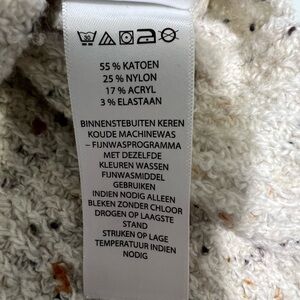 30
55 % KATOEN
25 % NYLON
17 % ACRYL
3 % ELASTAAN
BINNENSTEBUITEN KEREN
KOUDE MACHINEWAS
– FIJNWASPROGRAMMA
MET DEZELFDE
KLEUREN WASSEN
FIJNWASMIDDEL
GEBRUIKEN
INDIEN NODIG ALLEEN
BLEKEN ZONDER CHLOOR
DROGEN OP LAAGSTE
STAND
STRIJKEN OP LAGE
TEMPERATUUR INDIEN
NODIG